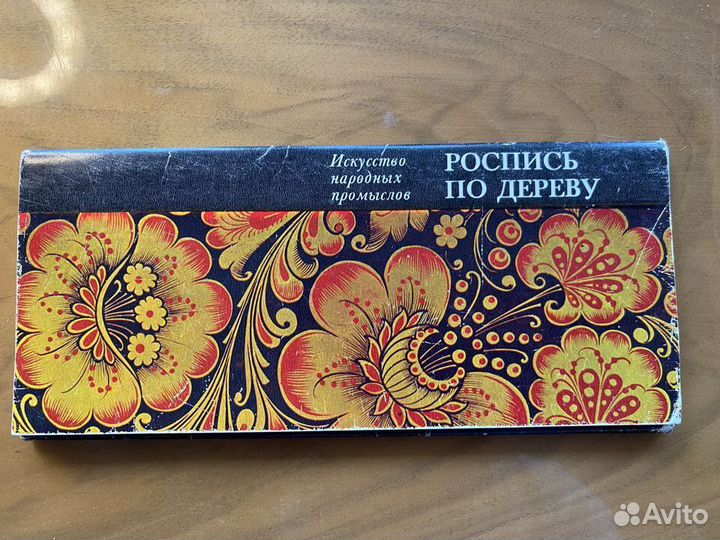 Искусство
народных
промыслов
РОСПИСЬ
ПО ДЕРЕВУ
Avito